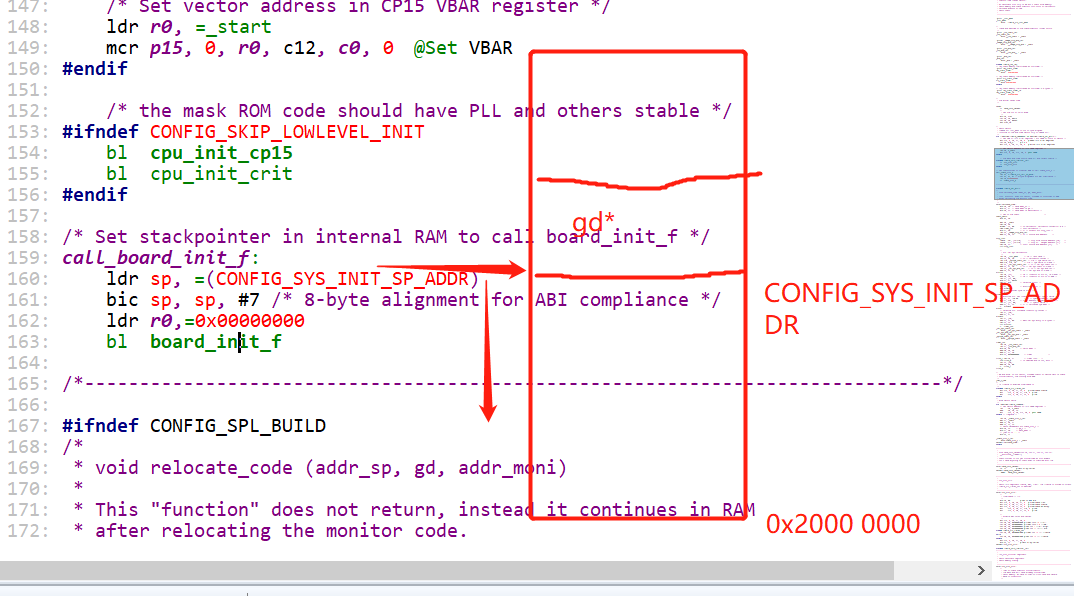 147:     /* Set vector address in CP15 VBAR register */
148:     ldr r0, =_start
149:     mcr p15, 0, r0, c12, c0, 0  @Set VBAR
150: #endif
151:
152:     /* the mask ROM code should have PLL and others stable */
153: #ifndef CONFIG_SKIP_LOWLEVEL_INIT
154:     bl  cpu_init_cp15
155:     bl  cpu_init_crit
156: #endif
157:
gd*
158: /* Set stackpointer in internal RAM to call board_init_f */
159: call_board_init_f:
160:     ldr sp, =(CONFIG_SYS_INIT_SP_ADDR)
161:     bic sp, sp, #7 /* 8-byte alignment for ABI compliance */
CONFIG_SYS_INIT_SP_AD
DR
162:     ldr r0,=0x00000000
163:     bl  board_init_f
164:
165: /*---------------------------------------------------------------------------------*/
166:
167: #ifndef CONFIG_SPL_BUILD
168: /*
169:  * void relocate_code (addr_sp, gd, addr_moni)
170:  *
171:  * This "function" does not return, instead it continues in RAM
172:  * after relocating the monitor code.
0x2000 0000